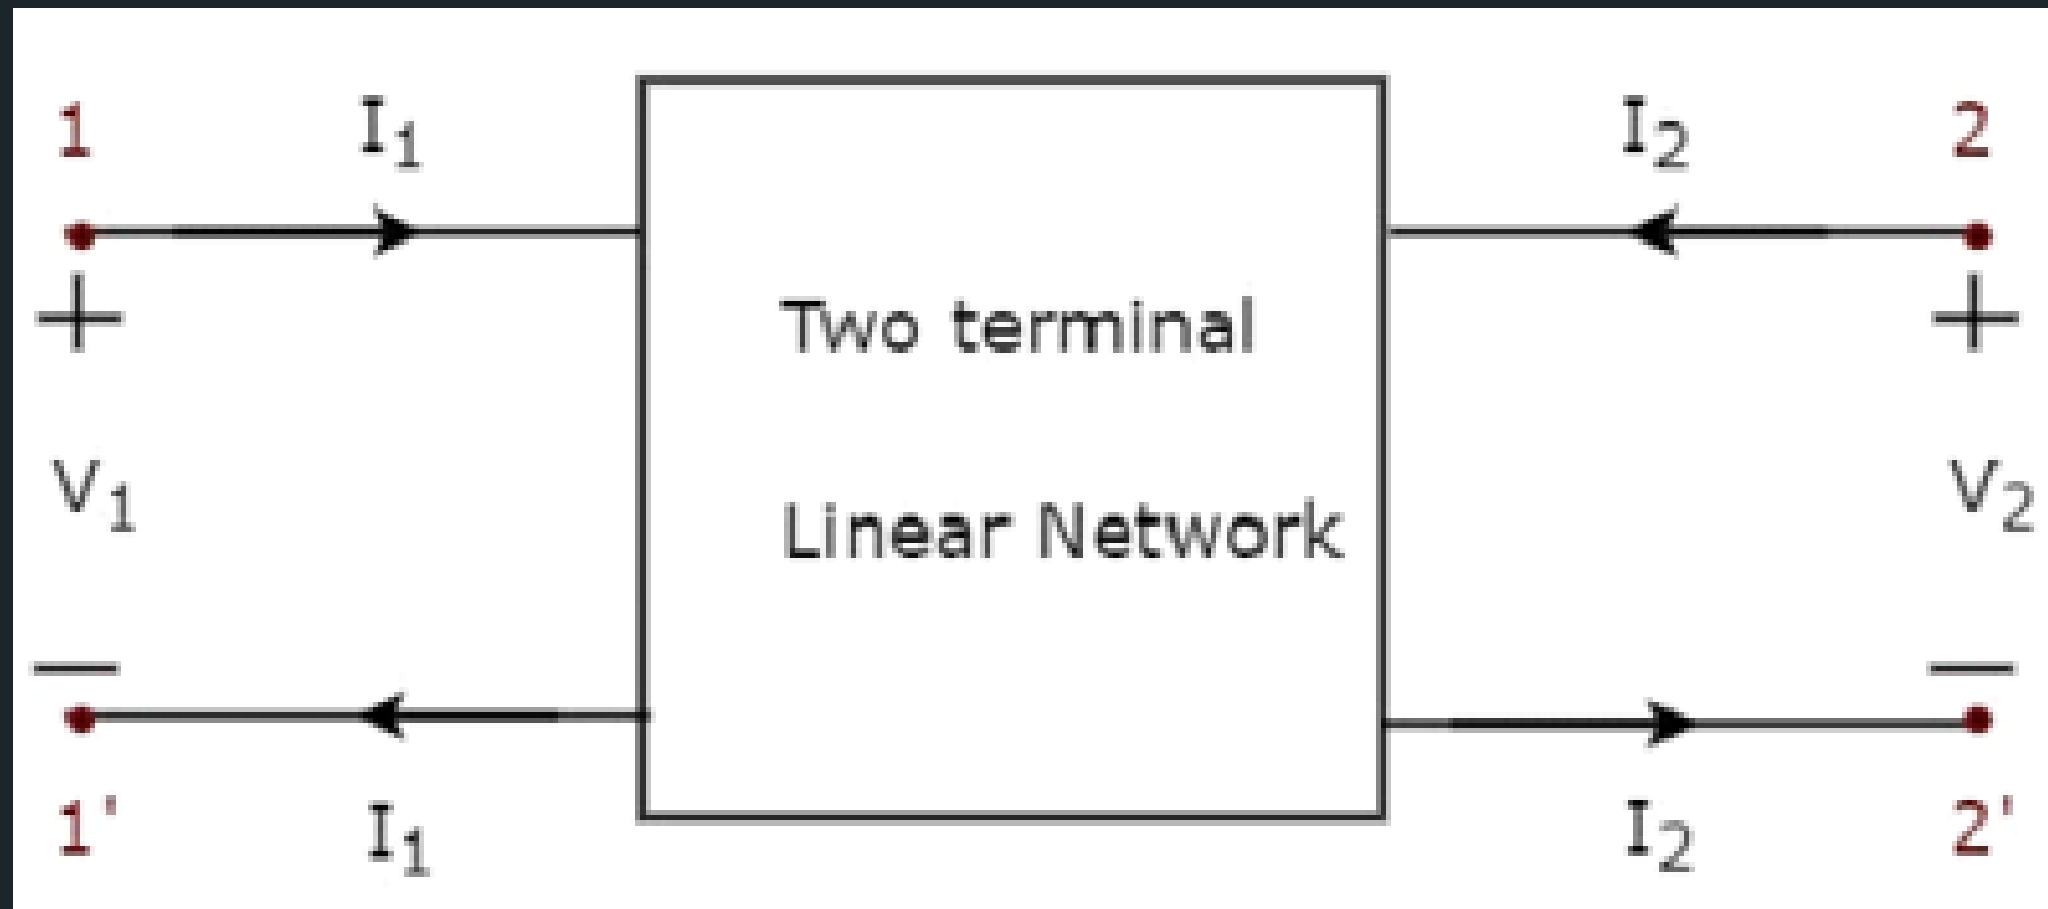 1 I₁ I₂ 2
+ +
Two terminal
V₁ V₂
Linear Network
— —
1' I₁ I₂ 2'